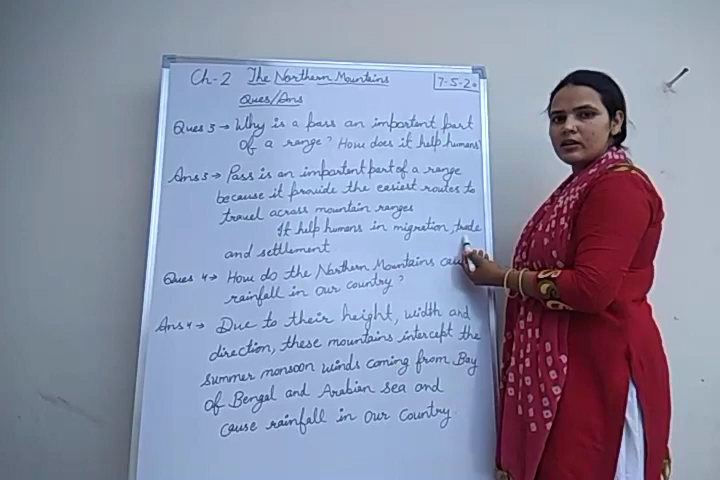 Ch-2 The Northern Mountains 7-5-20
Ques/Ans
Ques 3 → Why is a pass an importent part
of a range? How does it help humans?
Ans 3 → Pass is an importent part of a range
because it provide the easiest routes to
travel across mountain ranges
It help humans in migration, trade
and settlement
Ques 4 → How do the Northern Mountains cau
rainfall in our country?
Ans 4 → Due to their height, width and
direction, these mountains intercept the
summer monsoon winds coming from Bay
of Bengal and Arabian sea and
cause rainfall in our country